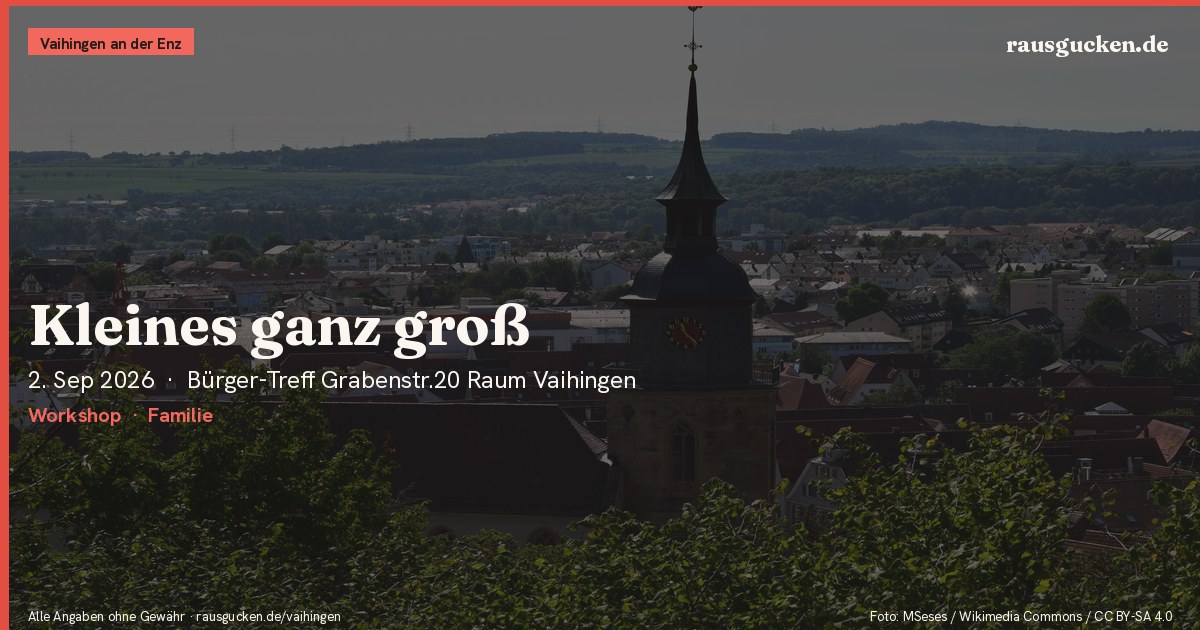 Vaihingen an der Enz
rausgucken.de
Kleines ganz groß
2. Sep 2026 · Bürger-Treff Grabenstr.20 Raum Vaihingen
Workshop · Familie
Alle Angaben ohne Gewähr · rausgucken.de/vaihingen
Foto: MSeses / Wikimedia Commons / CC BY-SA 4.0